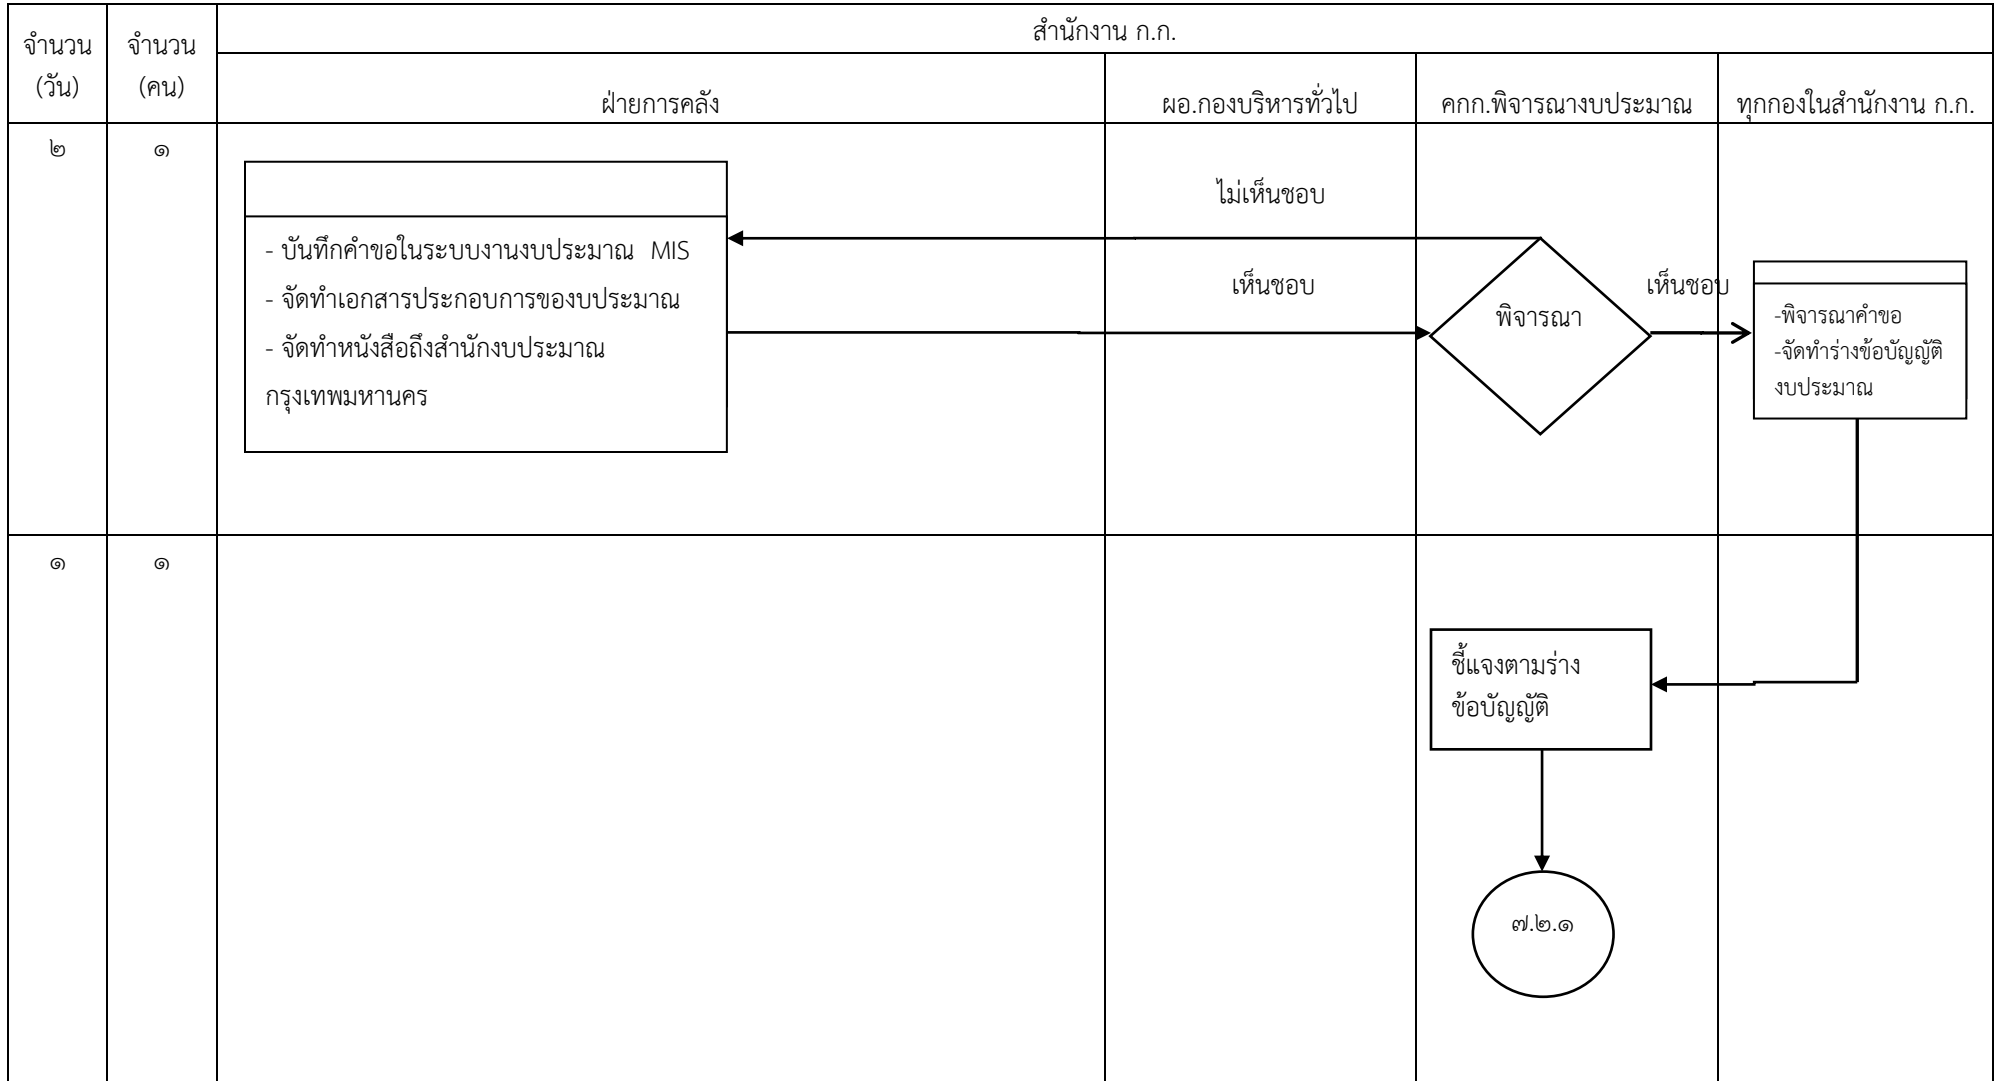 สำนักงาน ก.ก.
จำนวน
(วัน)
จำนวน
(คน)
ฝ่ายการคลัง
ผอ.กองบริหารทั่วไป
คกก.พิจารณางบประมาณ
ทุกกองในสำนักงาน ก.ก.
๒
๑
ไม่เห็นชอบ
- บันทึกคำขอในระบบงานงบประมาณ MIS
- จัดทำเอกสารประกอบการของบประมาณ
- จัดทำหนังสือถึงสำนักงบประมาณ
กรุงเทพมหานคร
เห็นชอบ
พิจารณา
เห็นชอบ
-พิจารณาคำขอ
-จัดทำร่างข้อบัญญัติ
งบประมาณ
๑
๑
ชี้แจงตามร่าง
ข้อบัญญัติ
๗.๒.๑